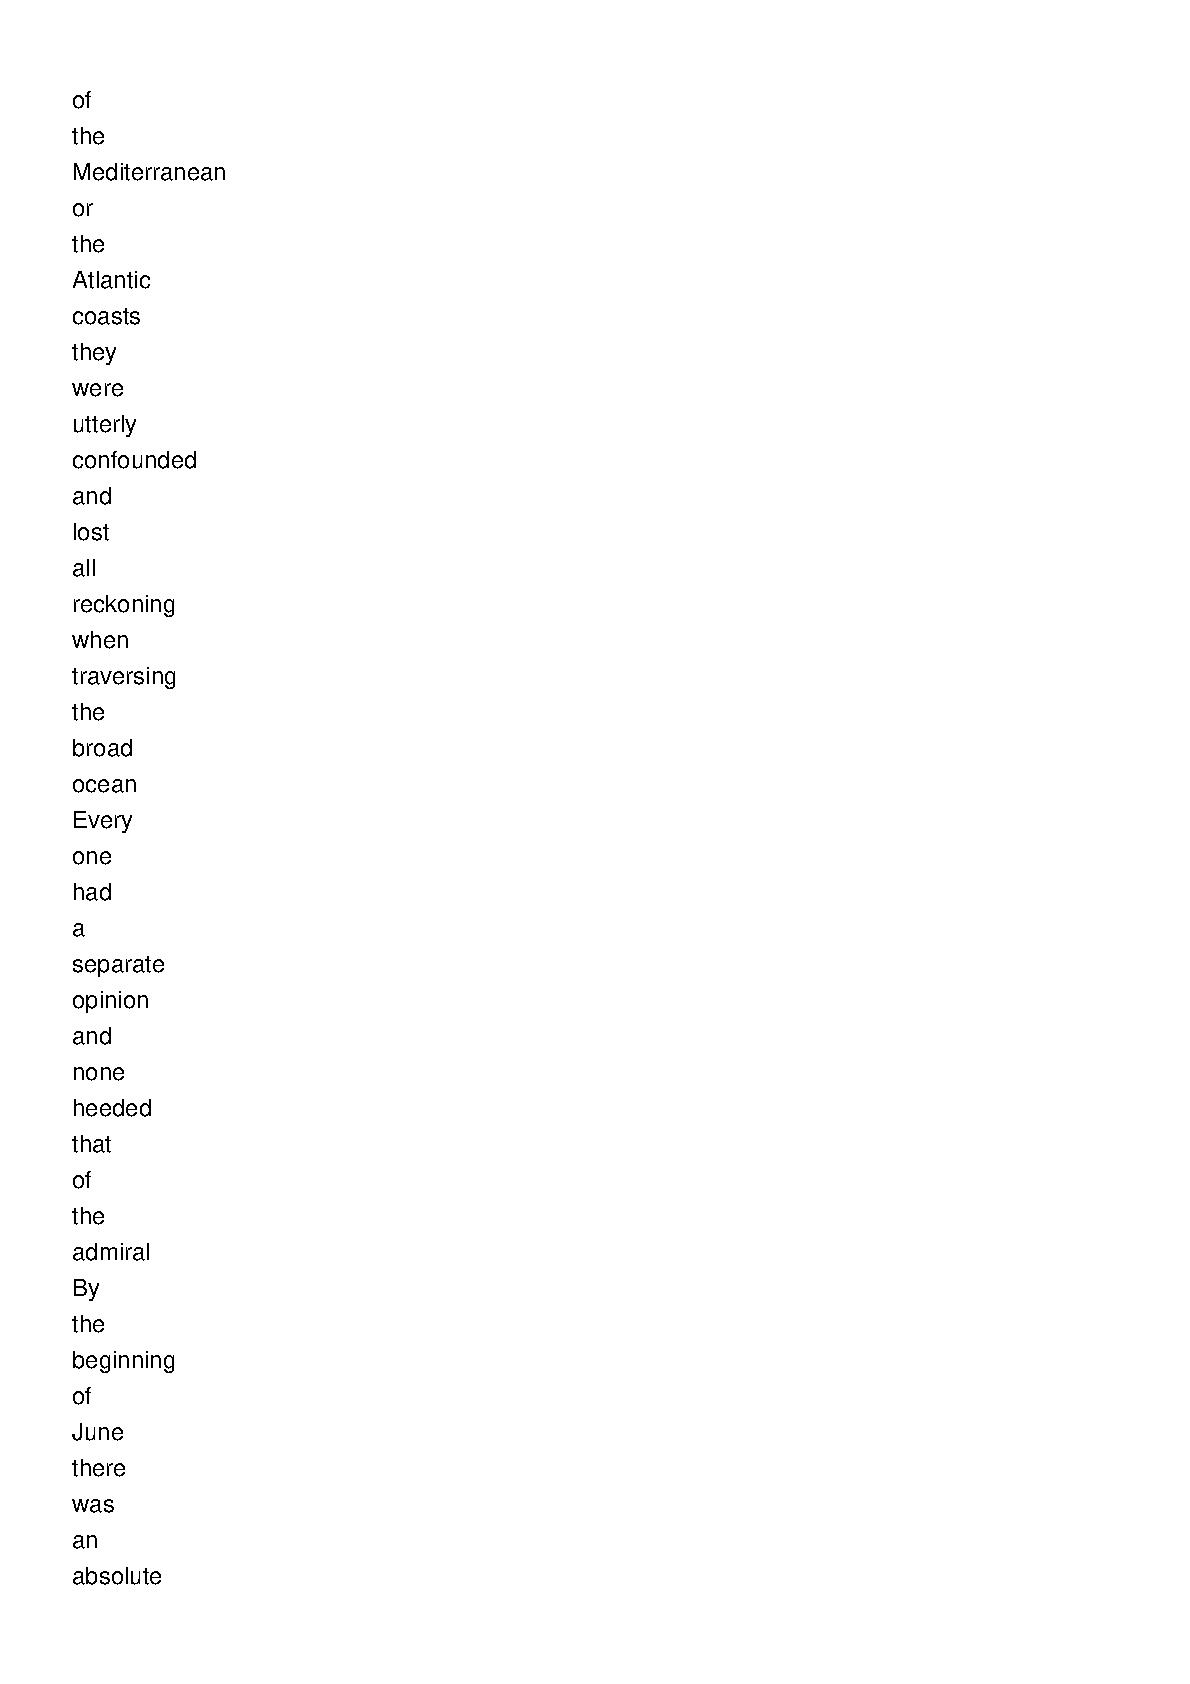 of
the
Mediterranean
or
the
Atlantic
coasts
they
were
utterly
confounded
and
lost
all
reckoning
when
traversing
the
broad
ocean
Every
one
had
a
separate
opinion
and
none
heeded
that
of
the
admiral
By
the
beginning
of
June
there
was
an
absolute